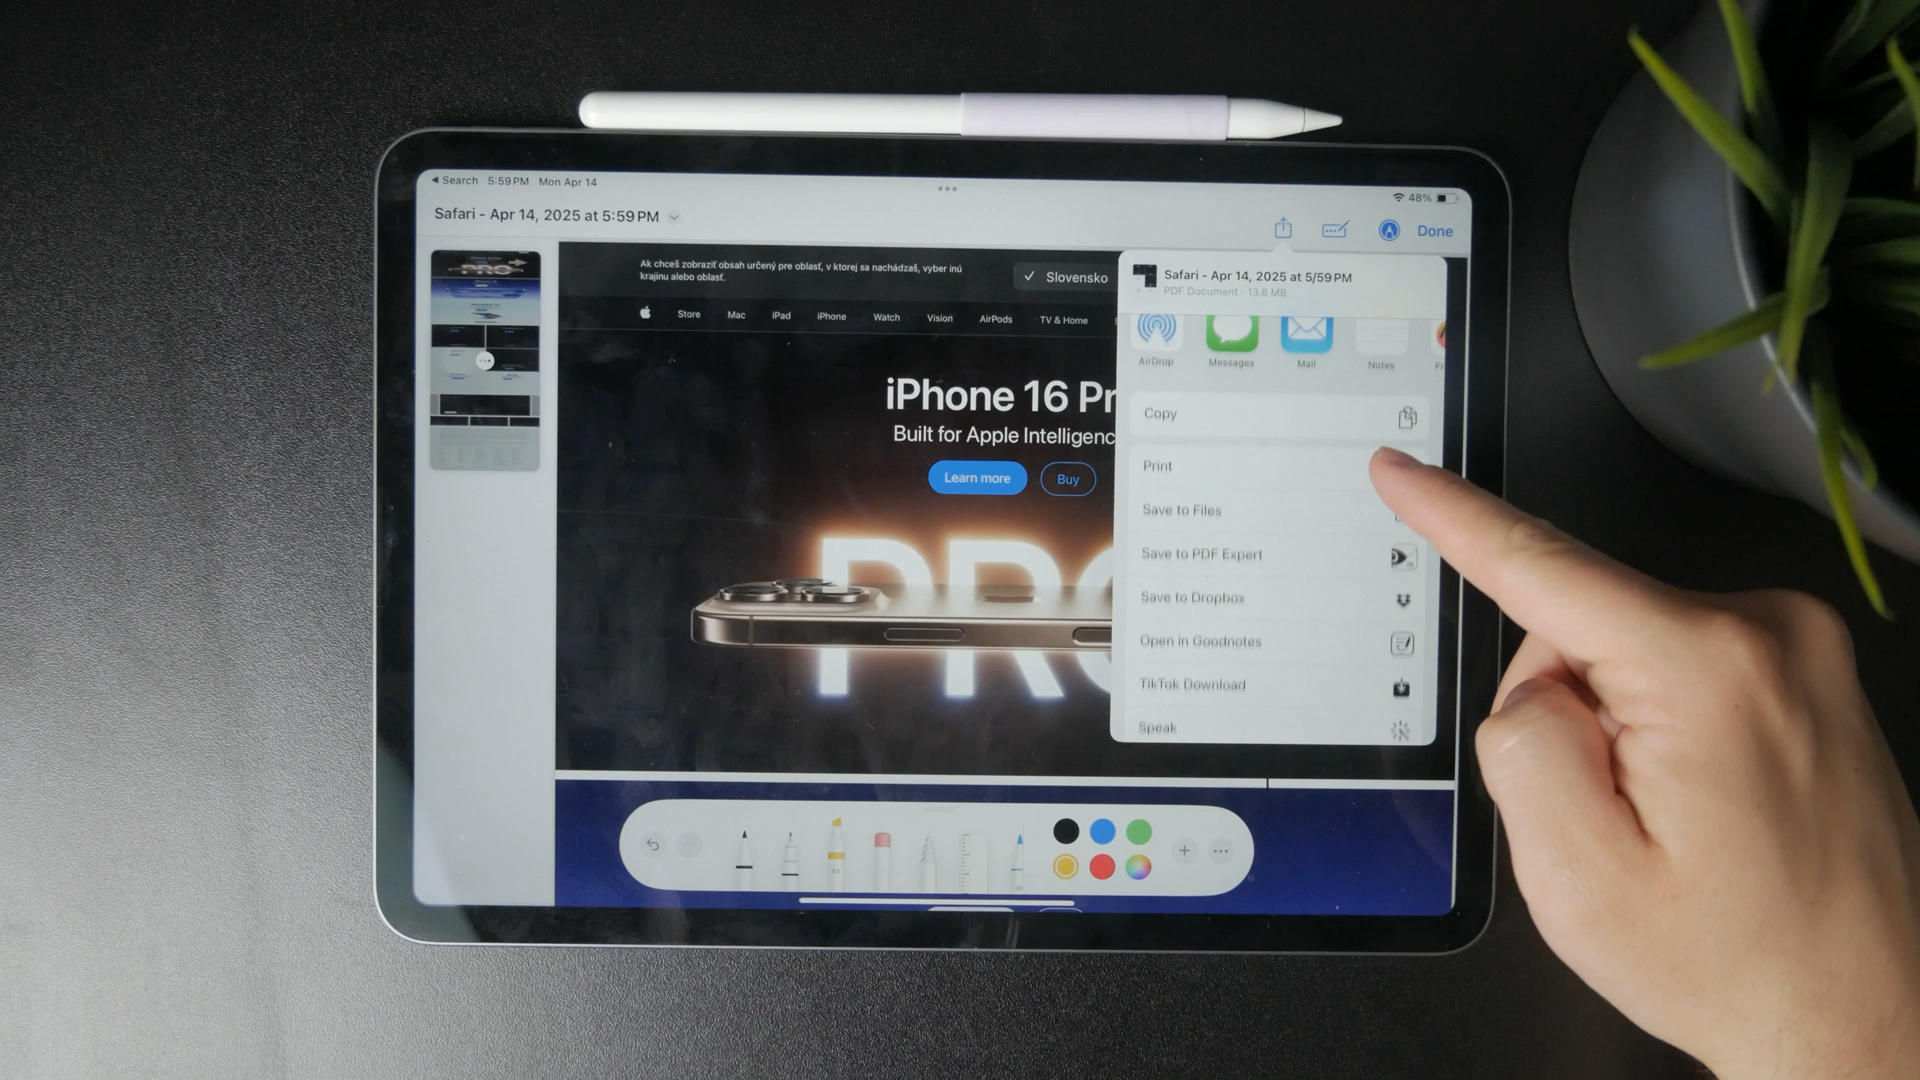 Search 5:59 PM Mon Apr 14
48%
Safari - Apr 14, 2025 at 5:59 PM
Done
Ak chceš zobraziť obsah určený pre oblasť, v ktorej sa nachádzaš, vyber inú
krajinu alebo oblasť.
Slovensko
Store Mac iPad iPhone Watch Vision AirPods TV & Home
iPhone 16 Pr
Built for Apple Intelligenc
Learn more Buy
PRO
Safari - Apr 14, 2025 at 5/59 PM
PDF Document · 13.8 MB
AirDrop Messages Mail Notes Fr
Copy
Print
Save to Files
Save to PDF Expert
Save to Dropbox
Open in Goodnotes
TikTok Download
Speak